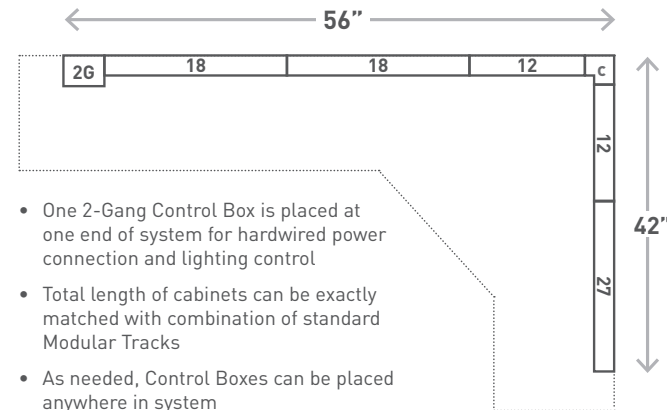 56”
2G 18 18 12 c
12
42”
27
• One 2-Gang Control Box is placed at
one end of system for hardwired power
connection and lighting control
• Total length of cabinets can be exactly
matched with combination of standard
Modular Tracks
• As needed, Control Boxes can be placed
anywhere in system